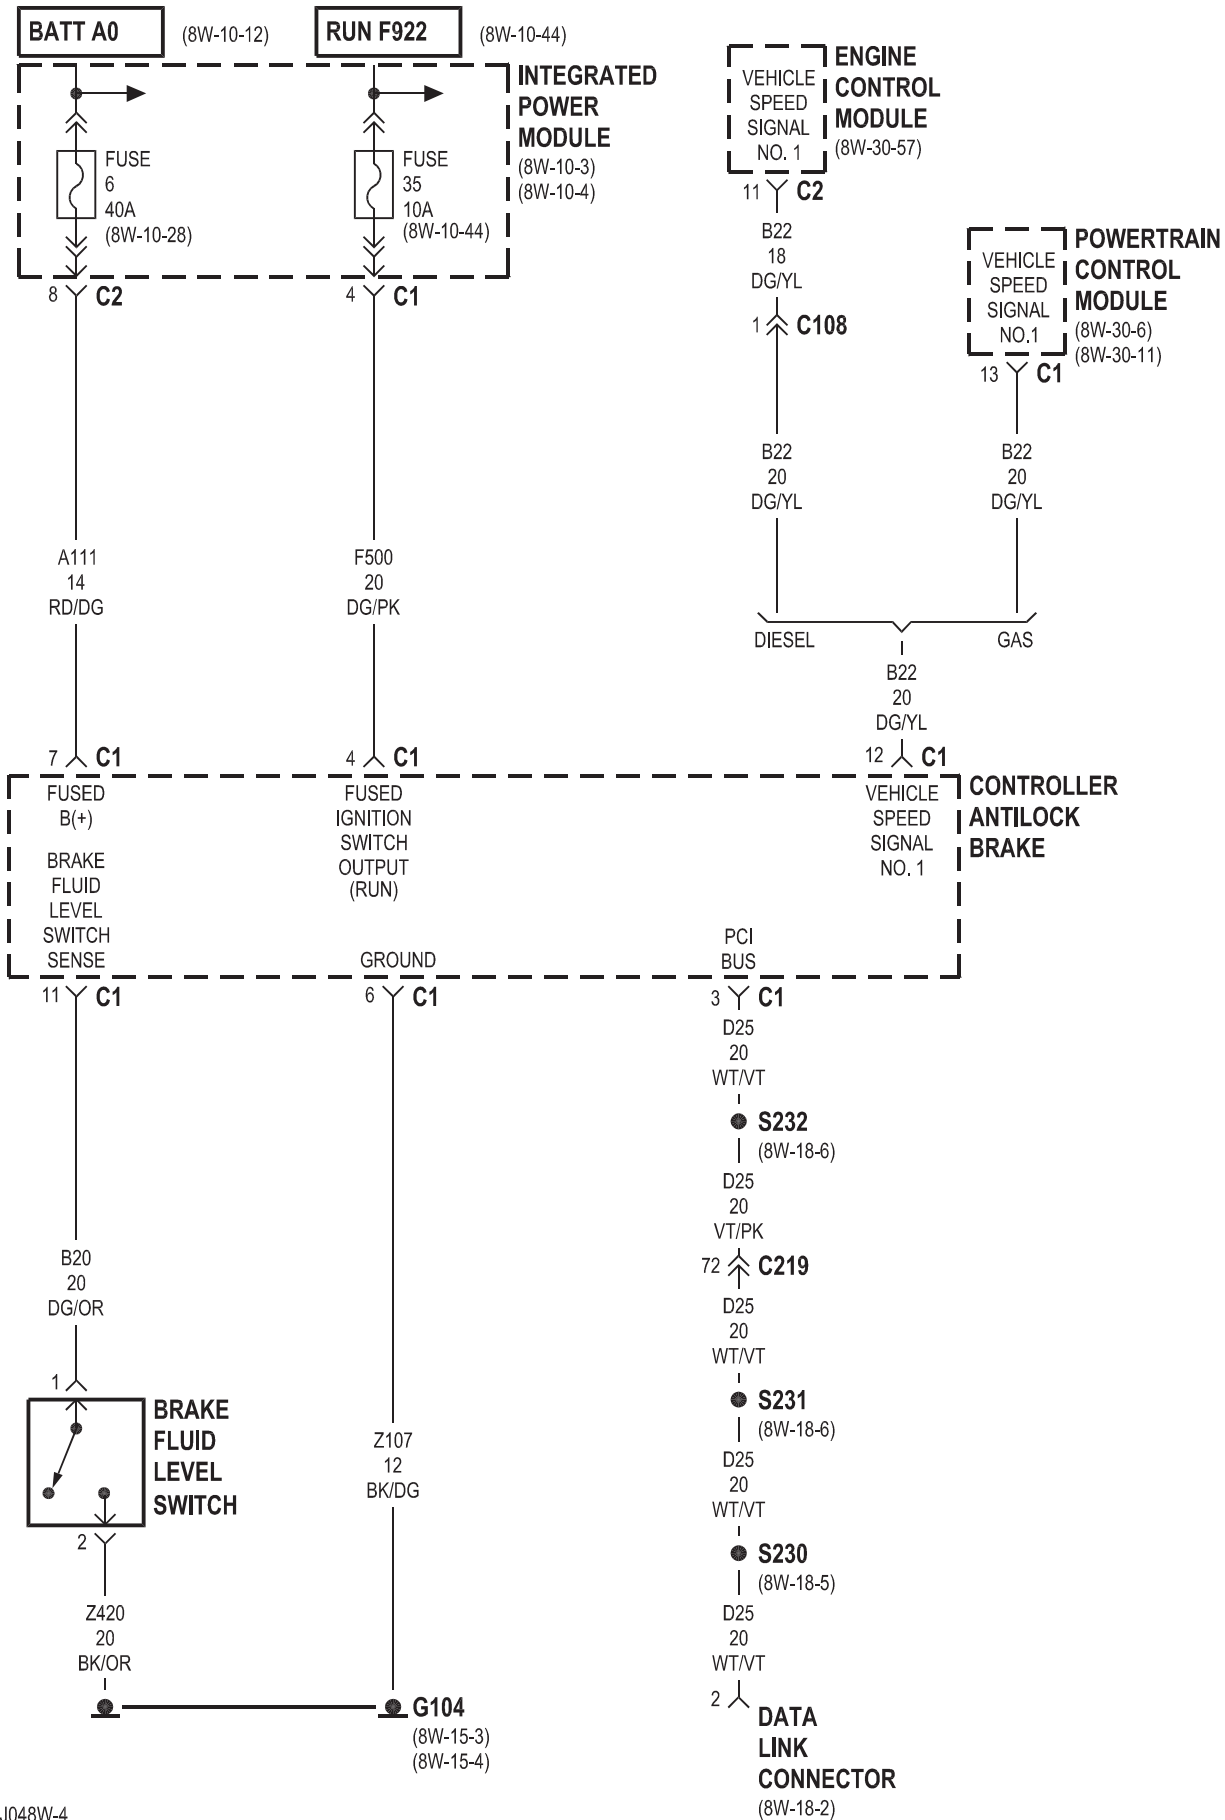 BATT A0
(8W-10-12)
RUN F922
(8W-10-44)
INTEGRATED
POWER
MODULE
(8W-10-3)
(8W-10-4)
FUSE
6
40A
(8W-10-28)
FUSE
35
10A
(8W-10-44)
8
C2
4
C1
VEHICLE
SPEED
SIGNAL
NO. 1
ENGINE
CONTROL
MODULE
(8W-30-57)
11
C2
B22
18
DG/YL
1
C108
VEHICLE
SPEED
SIGNAL
NO.1
POWERTRAIN
CONTROL
MODULE
(8W-30-6)
(8W-30-11)
13
C1
B22
20
DG/YL
B22
20
DG/YL
A111
14
RD/DG
F500
20
DG/PK
DIESEL
GAS
B22
20
DG/YL
7
C1
4
C1
12
C1
FUSED
B(+)
FUSED
IGNITION
SWITCH
OUTPUT
(RUN)
VEHICLE
SPEED
SIGNAL
NO. 1
CONTROLLER
ANTILOCK
BRAKE
BRAKE
FLUID
LEVEL
SWITCH
SENSE
GROUND
PCI
BUS
11
C1
6
C1
3
C1
D25
20
WT/VT
S232
(8W-18-6)
D25
20
VT/PK
72
C219
D25
20
WT/VT
S231
(8W-18-6)
D25
20
WT/VT
S230
(8W-18-5)
D25
20
WT/VT
2
DATA
LINK
CONNECTOR
(8W-18-2)
B20
20
DG/OR
1
BRAKE
FLUID
LEVEL
SWITCH
2
Z420
20
BK/OR
Z107
12
BK/DG
G104
(8W-15-3)
(8W-15-4)
J048W-4